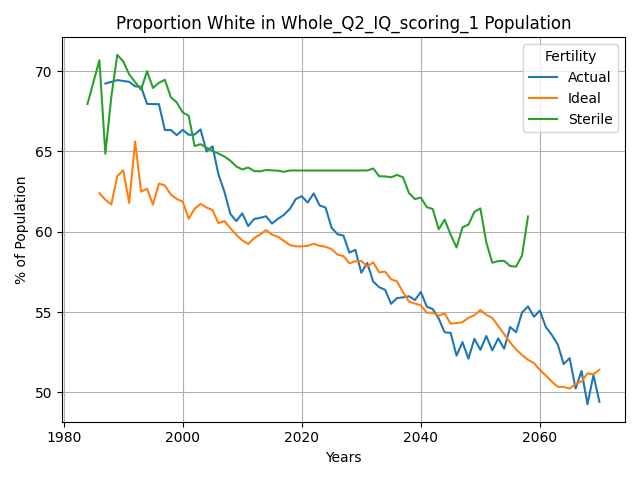 Proportion White in Whole_Q2_IQ_scoring_1 Population
Fertility
Actual
Ideal
Sterile
% of Population
70
65
60
55
50
1980
2000
2020
2040
2060
Years